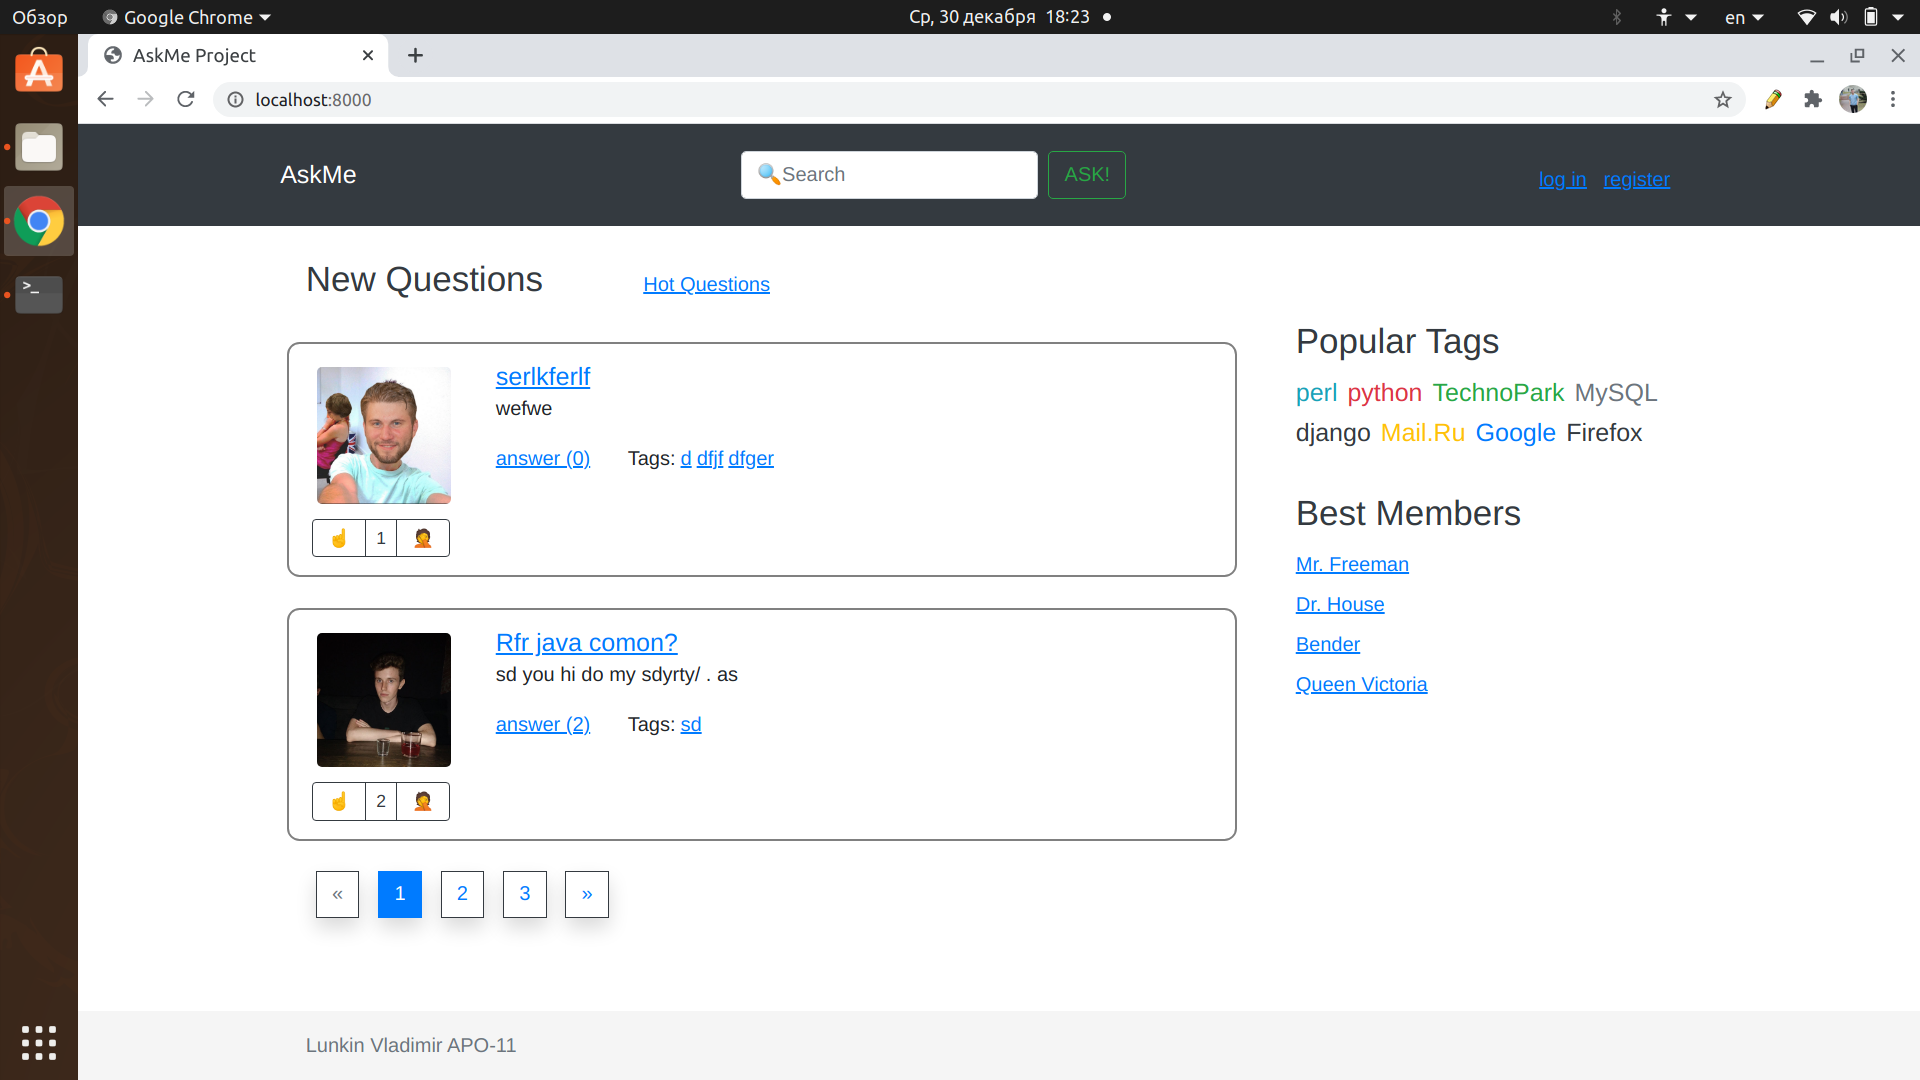 Обзор Google Chrome Ср, 30 декабря 18:23 en
AskMe Project
localhost:8000
AskMe Search ASK! log in register
New Questions Hot Questions
serlkferlf
wefwe
answer (0) Tags: d dfjf dfger
1
Rfr java comon?
sd you hi do my sdyrty/ . as
answer (2) Tags: sd
2
« 1 2 3 »
Popular Tags
perl python TechnoPark MySQL
django Mail.Ru Google Firefox
Best Members
Mr. Freeman
Dr. House
Bender
Queen Victoria
Lunkin Vladimir APO-11